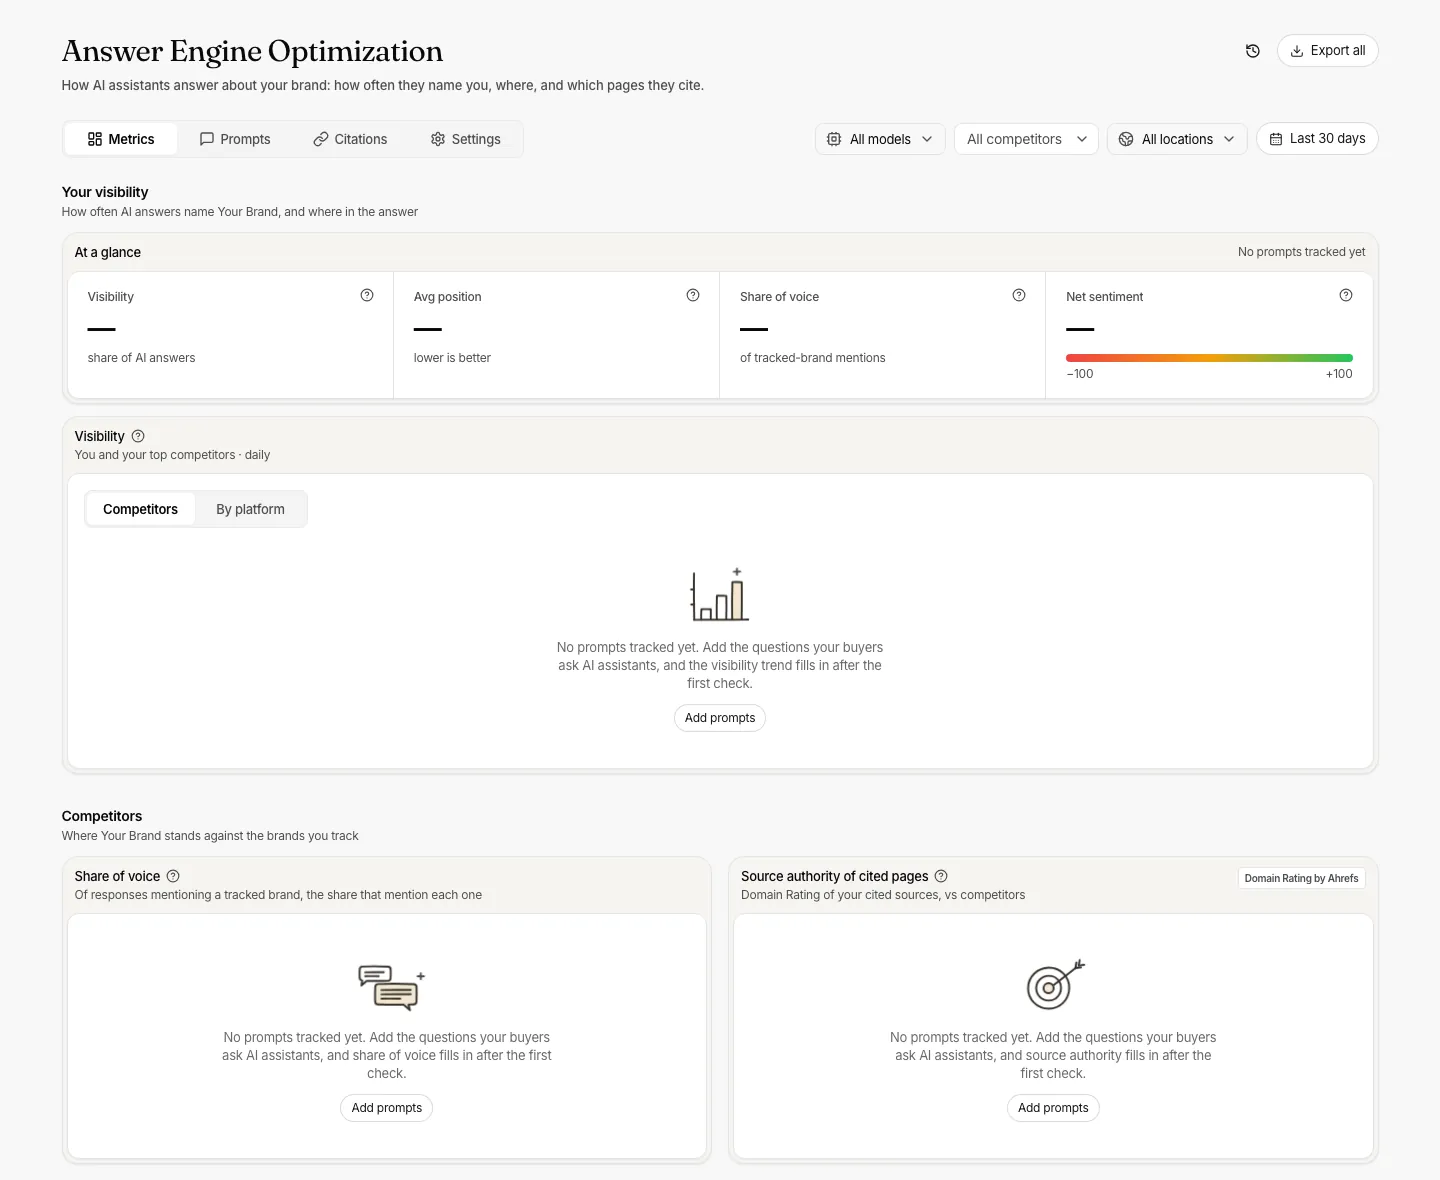 Answer Engine Optimization
Export all
How AI assistants answer about your brand: how often they name you, where, and which pages they cite.
Metrics
Prompts
Citations
Settings
All models
All competitors
All locations
Last 30 days
Your visibility
How often AI answers name Your Brand, and where in the answer
At a glance
No prompts tracked yet
Visibility
Avg position
Share of voice
Net sentiment
—
—
—
—
share of AI answers
lower is better
of tracked-brand mentions
−100
+100
Visibility
You and your top competitors · daily
Competitors
By platform
No prompts tracked yet. Add the questions your buyers
ask AI assistants, and the visibility trend fills in after the
first check.
Add prompts
Competitors
Where Your Brand stands against the brands you track
Share of voice
Of responses mentioning a tracked brand, the share that mention each one
No prompts tracked yet. Add the questions your buyers
ask AI assistants, and share of voice fills in after the first
check.
Add prompts
Source authority of cited pages
Domain Rating by Ahrefs
Domain Rating of your cited sources, vs competitors
No prompts tracked yet. Add the questions your buyers
ask AI assistants, and source authority fills in after the
first check.
Add prompts